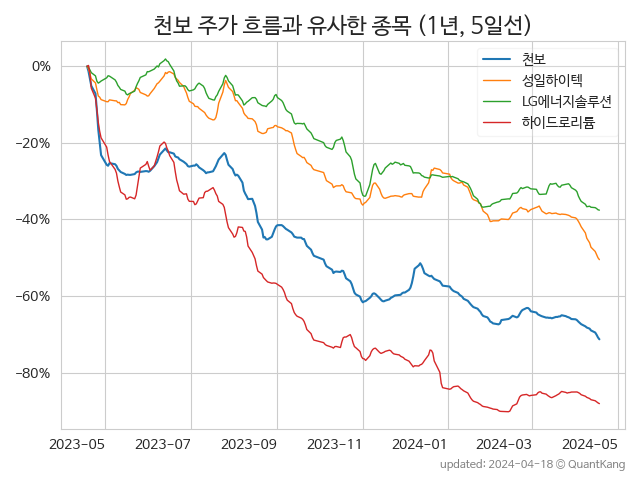 천보 주가 흐름과 유사한 종목 (1년, 5일선)
천보
성일하이텍
LG에너지솔루션
하이드로리튬
0%
−20%
−40%
−60%
−80%
2023-05 2023-07 2023-09 2023-11 2024-01 2024-03 2024-05
updated: 2024-04-18 © QuantKang